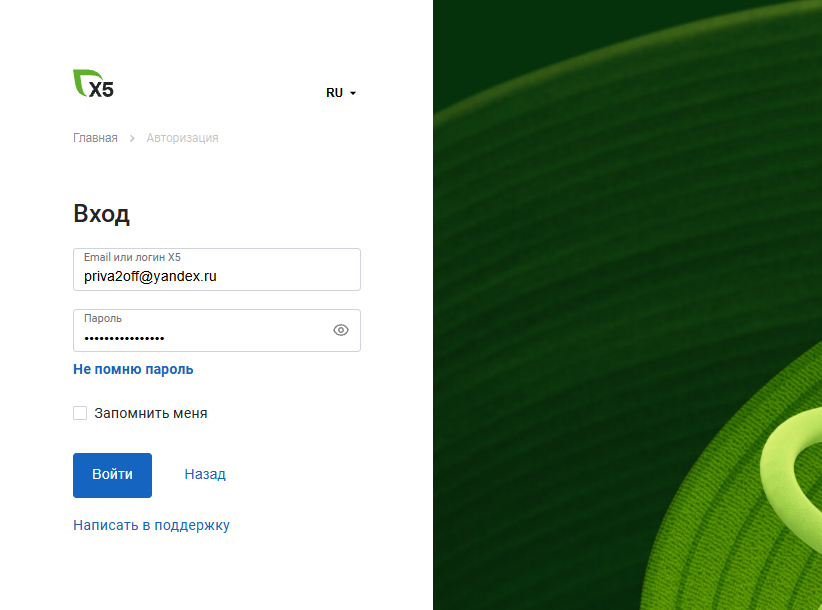 X5
RU
Главная > Авторизация
Вход
Email или логин X5
priva2off@yandex.ru
Пароль
••••••••••••••••
Не помню пароль
Запомнить меня
Войти Назад
Написать в поддержку